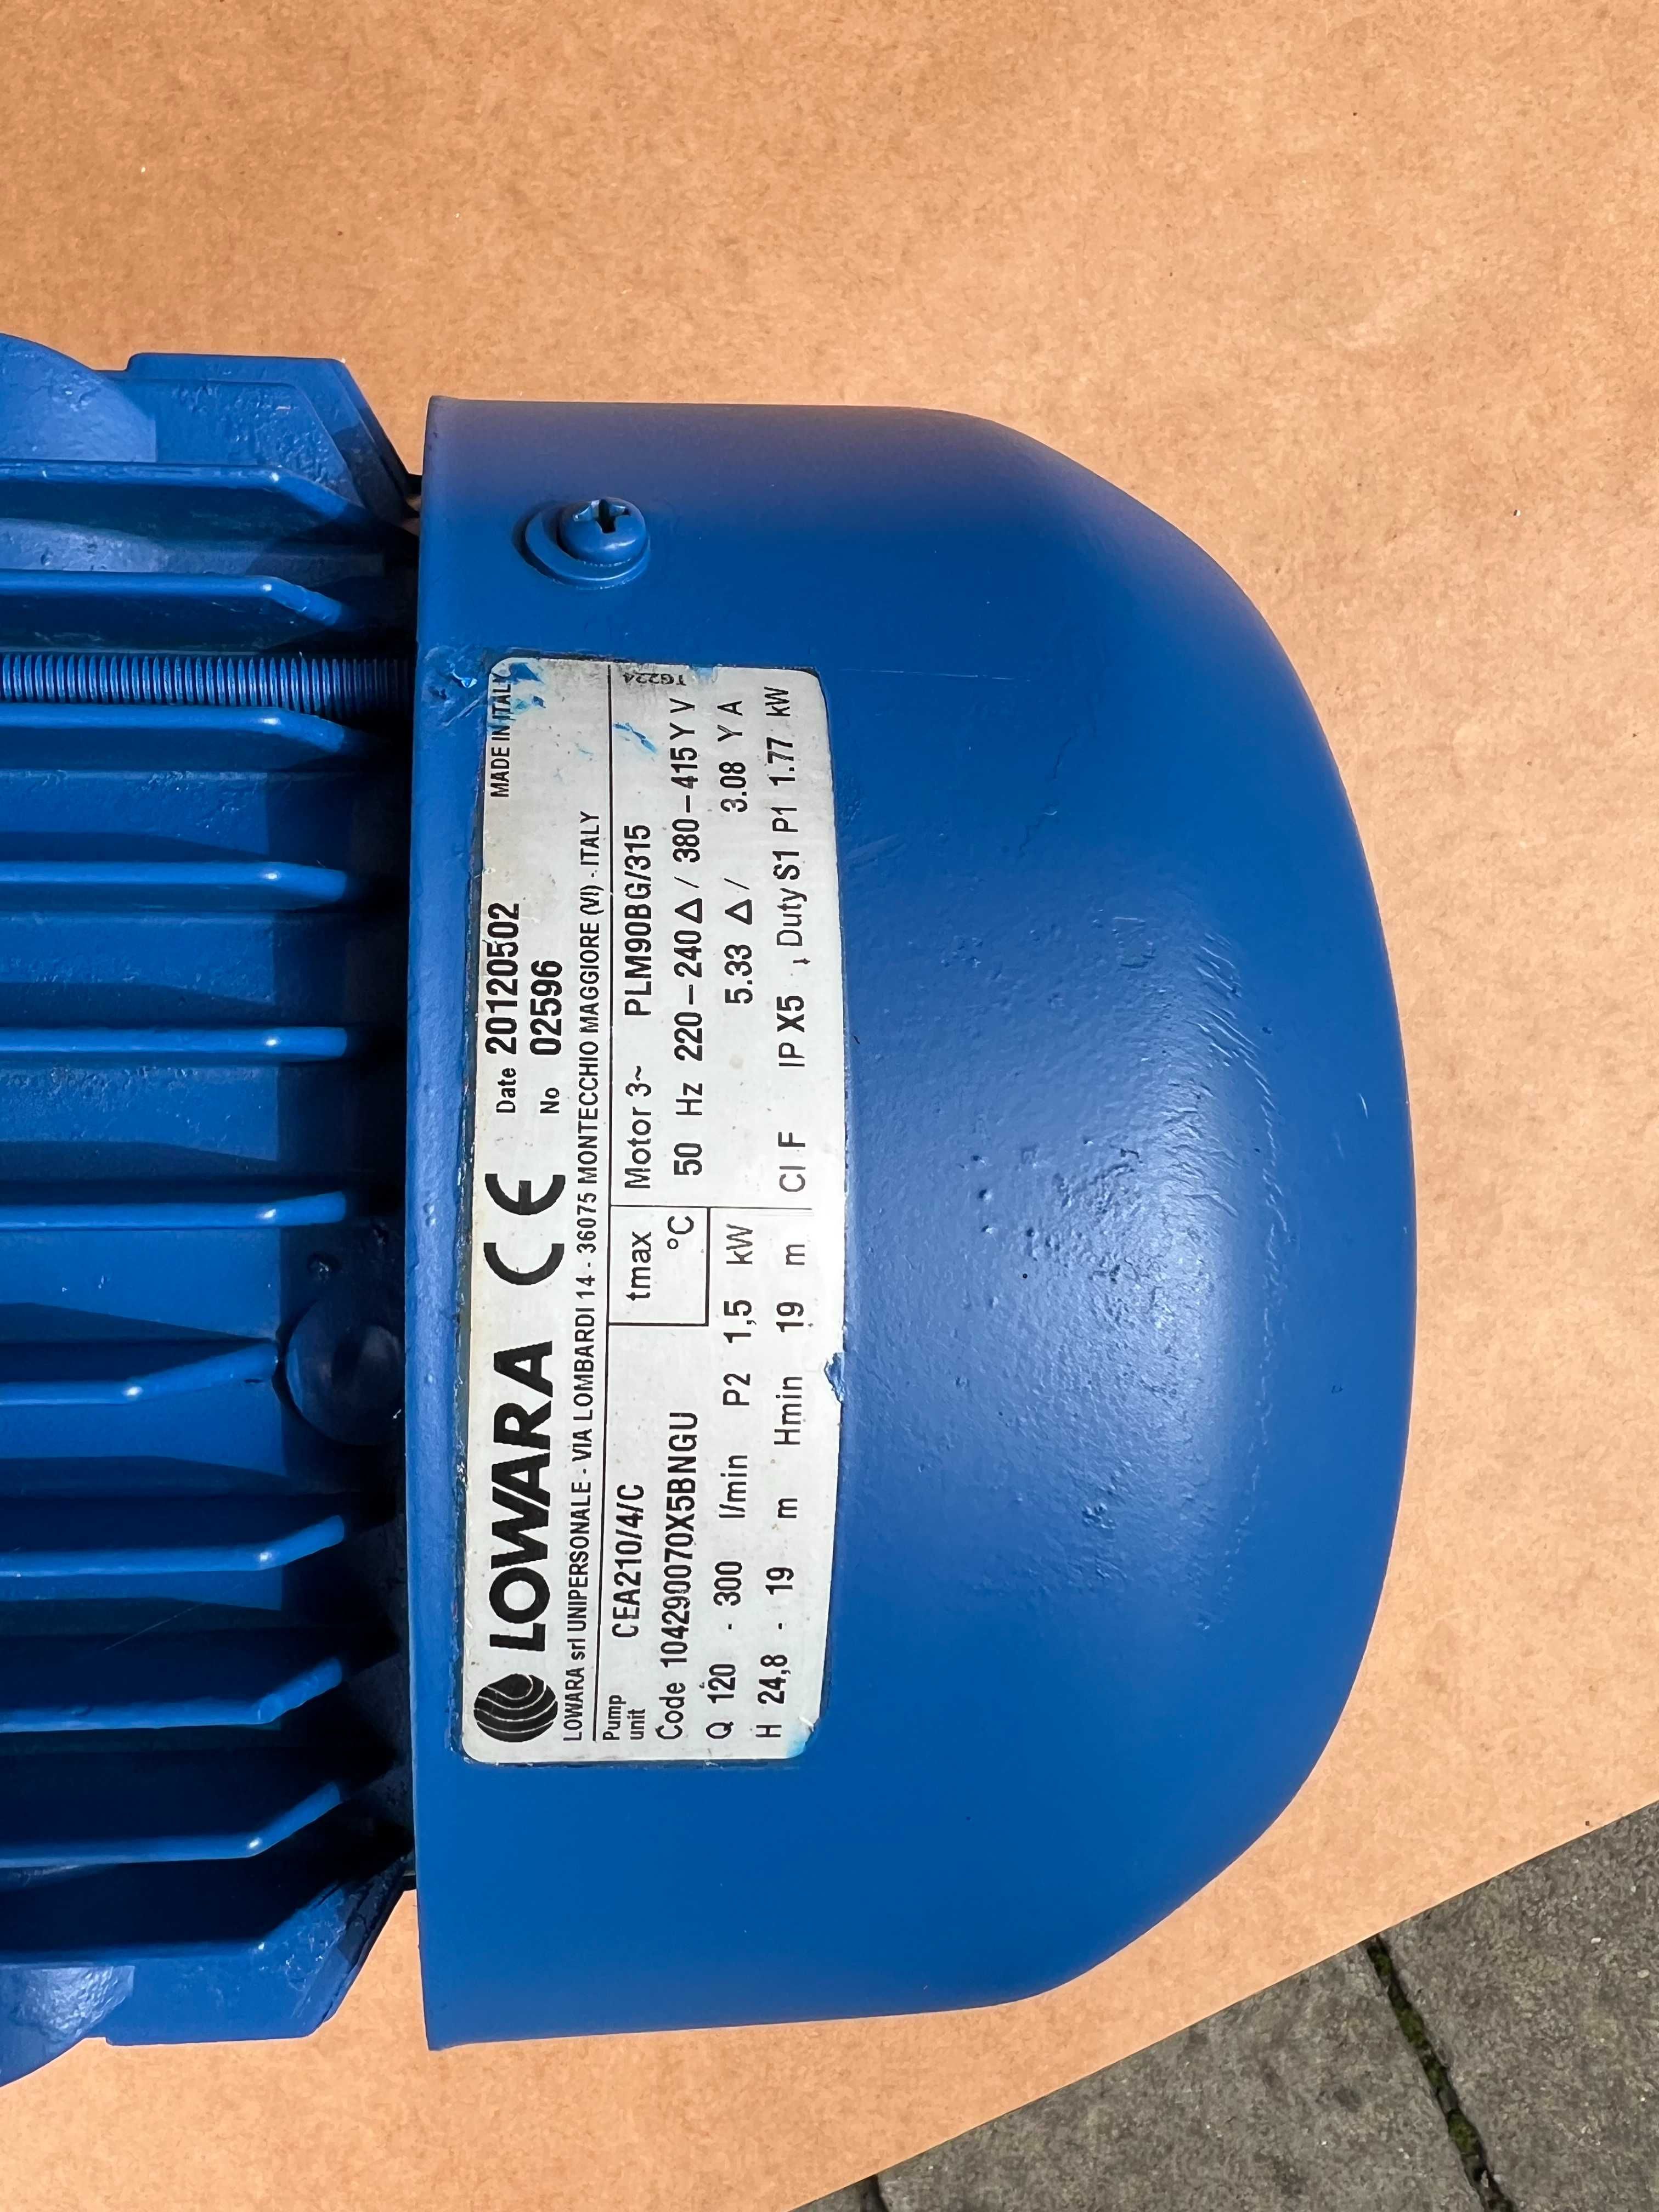 LOWARA CE
Date 20120502
No 02596
MADE IN ITALY
LOWARA srl UNIPERSONALE - VIA LOMBARDI 14 - 36075 MONTECCHIO MAGGIORE (VI) - ITALY
Pump unit CEA210/4/C
Code 104290070X5BNGU
Q 120 - 300 l/min P2 1,5 kW
H 24,8 - 19 m Hmin 19 m
tmax °C
Motor 3~ PLM90BG/315
50 Hz 220-240 Δ / 380-415 Y V
5.33 Δ / 3.08 Y A
Cl F IP X5 Duty S1 P1 1.77 kW